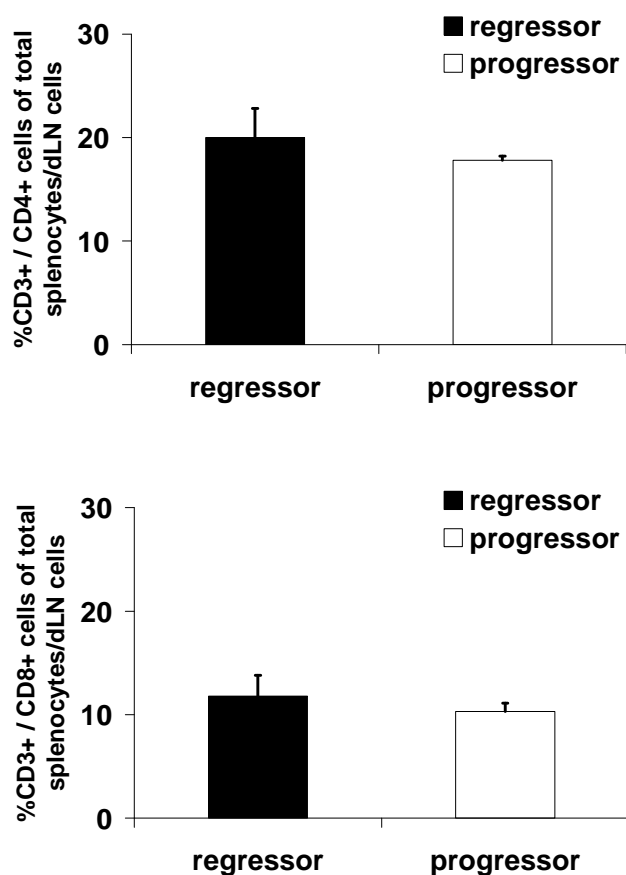 30
20
10
0
%CD3+ / CD4+ cells of total
splenocytes/dLN cells
regressor
progressor
regressor
progressor
30
20
10
0
%CD3+ / CD8+ cells of total
splenocytes/dLN cells
regressor
progressor
regressor
progressor